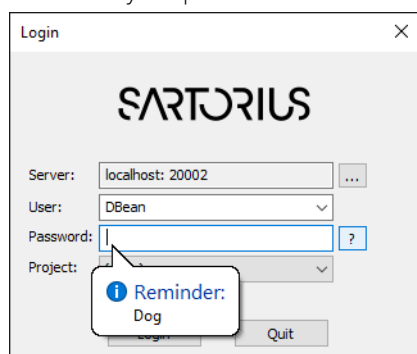 Login
SARTORIUS
Server: localhost: 20002 ...
User: DBean
Password: ?
Project:
Reminder:
Dog
Login Quit